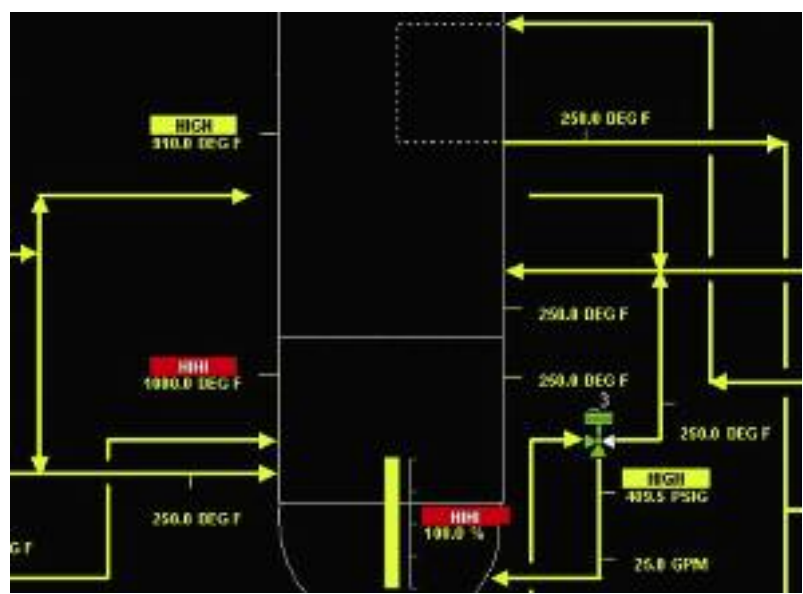 HIGH
910.0 DEG F
250.0 DEG F
250.0 DEG F
HIHI
1000.0 DEG F
250.0 DEG F
3
250.0 DEG F
HIGH
409.5 PSIG
250.0 DEG F
HIHI
100.0 %
G F
25.0 GPM